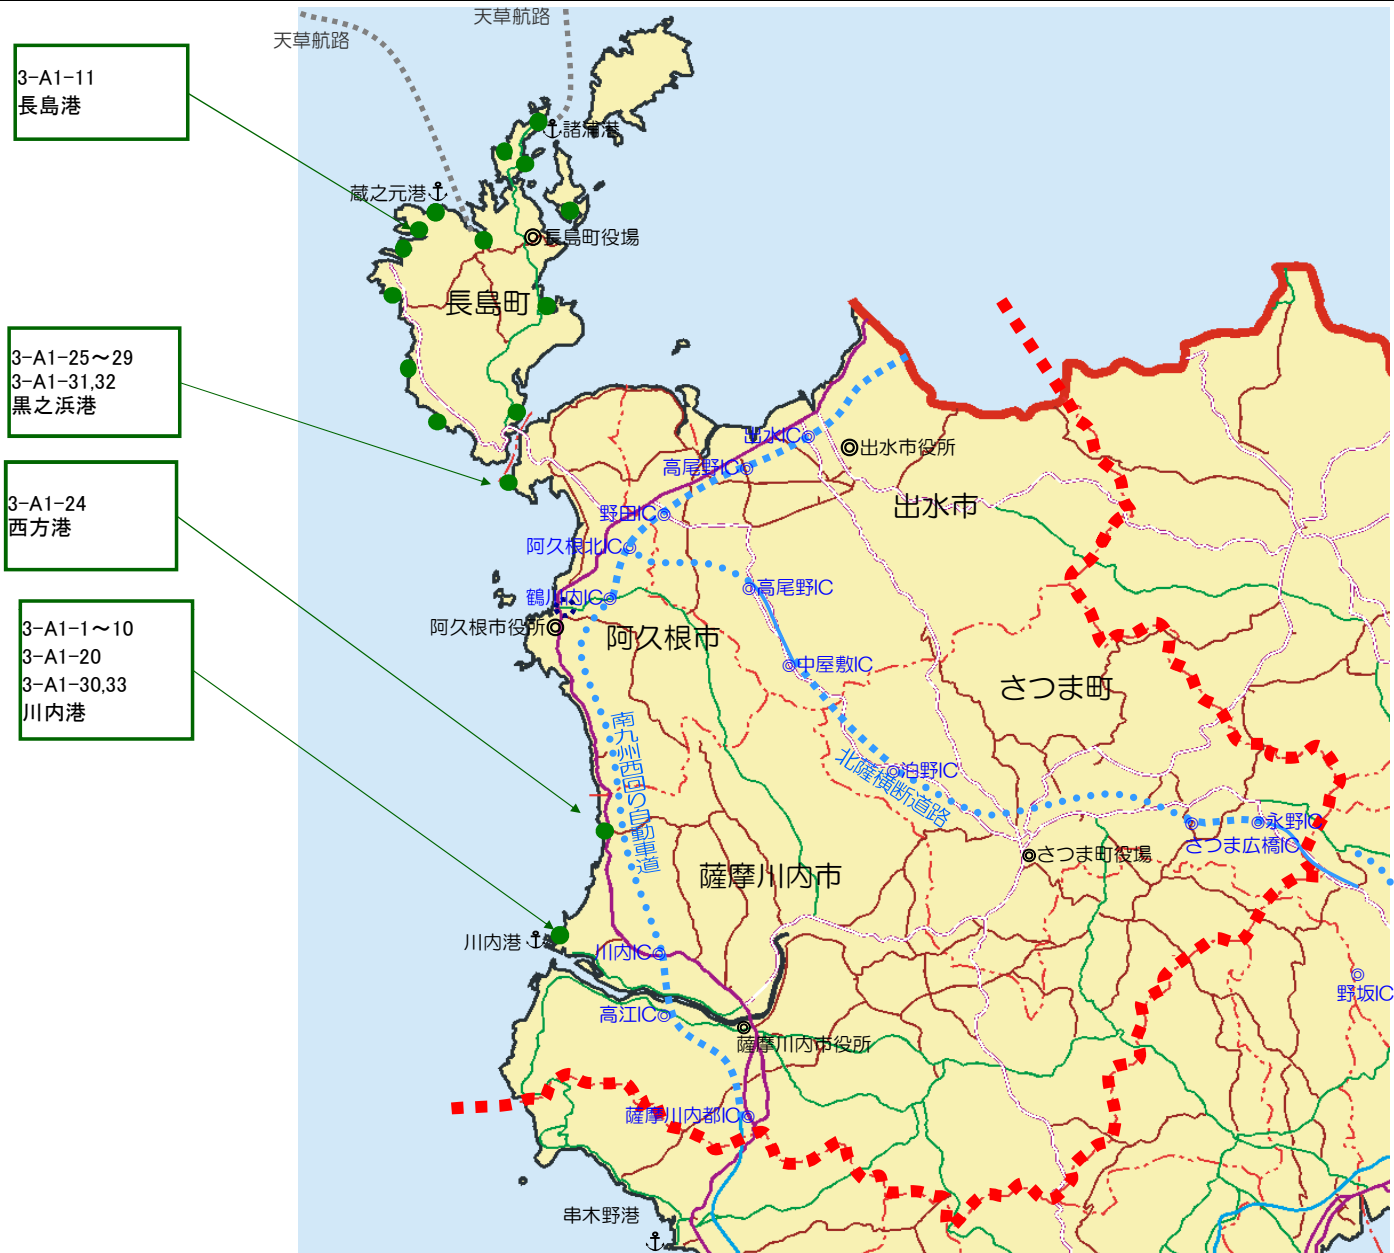 天草航路
天草航路
3-A1-11
長島港
諸浦港
蔵之元港
長島町役場
長島町
3-A1-25～29
3-A1-31,32
黒之浜港
出水IC
出水市役所
高尾野IC
3-A1-24
西方港
出水市
野田IC
阿久根北IC
高尾野IC
鶴川内IC
阿久根市役所
阿久根市
3-A1-1～10
3-A1-20
3-A1-30,33
川内港
中屋敷IC
さつま町
南九州西回り自動車道
北薩横断道路
泊野IC
永野IC
さつま広橋IC
さつま町役場
薩摩川内市
川内港
川内IC
野坂IC
高江IC
薩摩川内市役所
薩摩川内都IC
串木野港